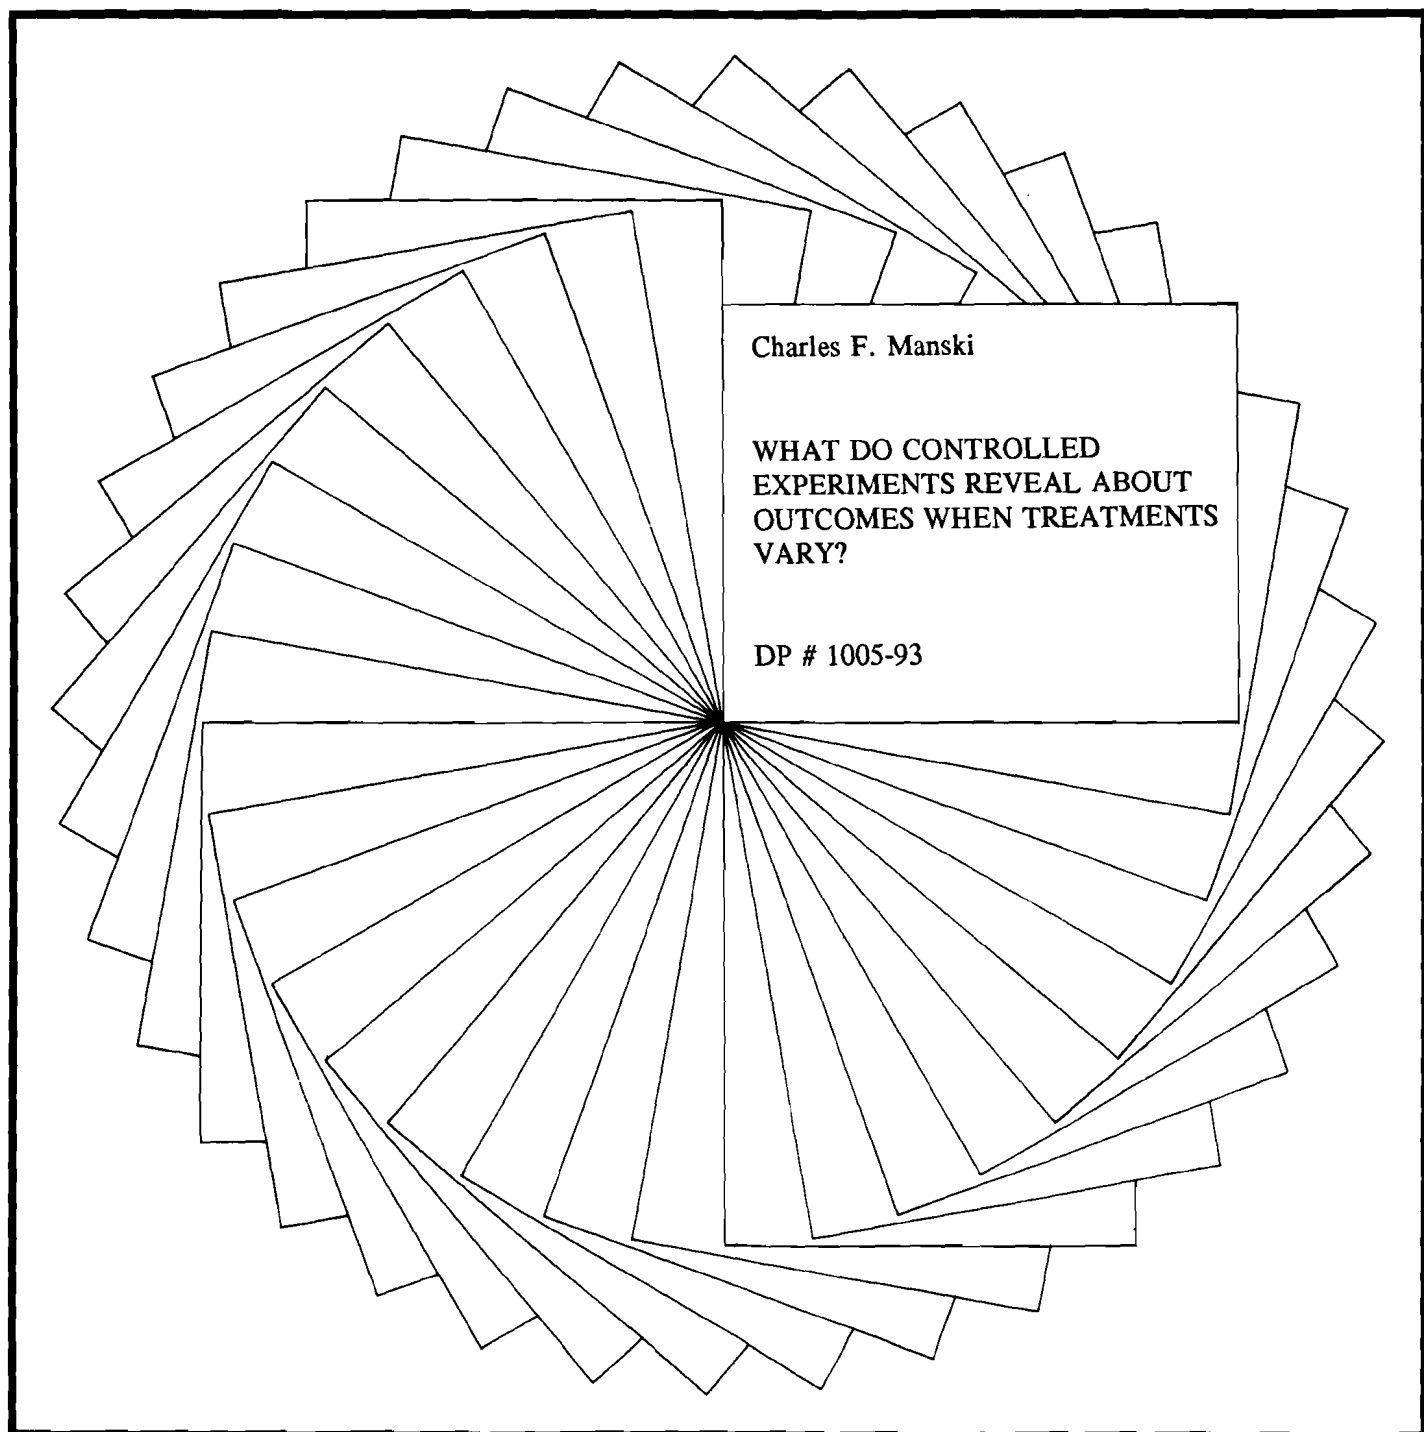 Charles F. Manski
WHAT DO CONTROLLED
EXPERIMENTS REVEAL ABOUT
OUTCOMES WHEN TREATMENTS
VARY?
DP # 1005-93